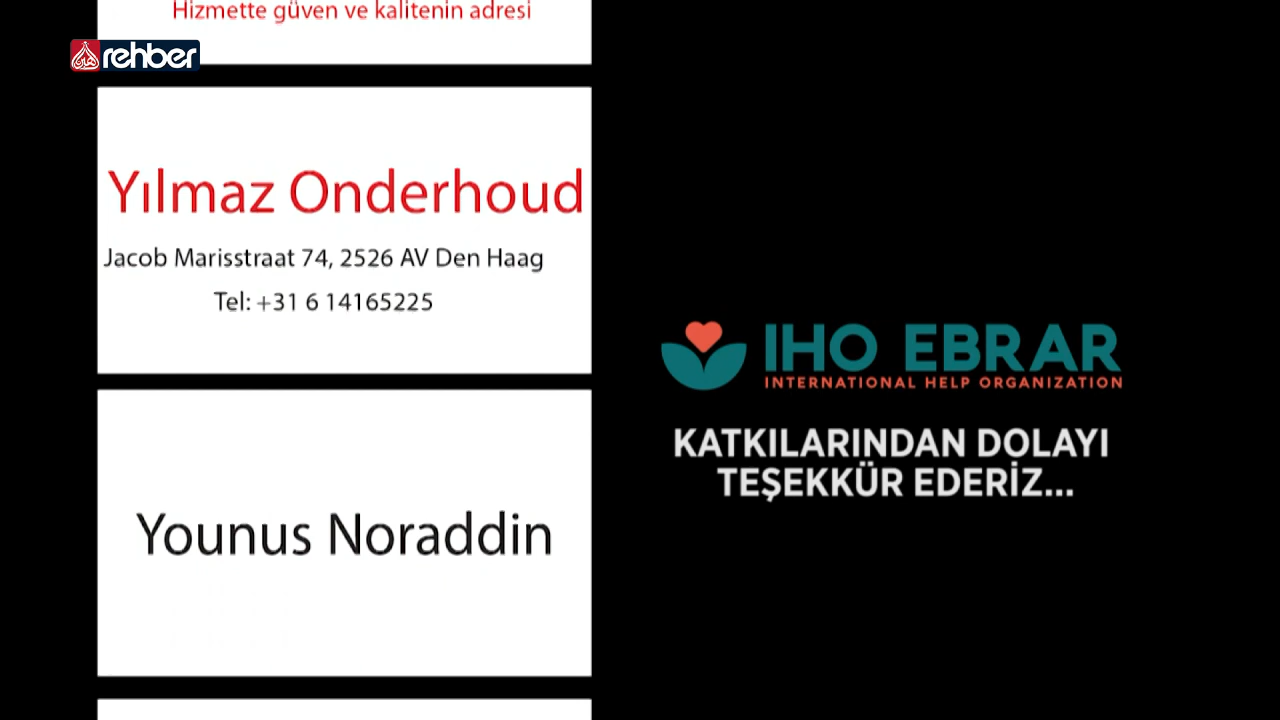 Hizmette güven ve kalitenin adresi
rehber
Yılmaz Onderhoud
Jacob Marisstraat 74, 2526 AV Den Haag
Tel: +31 6 14165225
Younus Noraddin
IHO EBRAR
INTERNATIONAL HELP ORGANIZATION
KATKILARINDAN DOLAYI
TEŞEKKÜR EDERİZ...